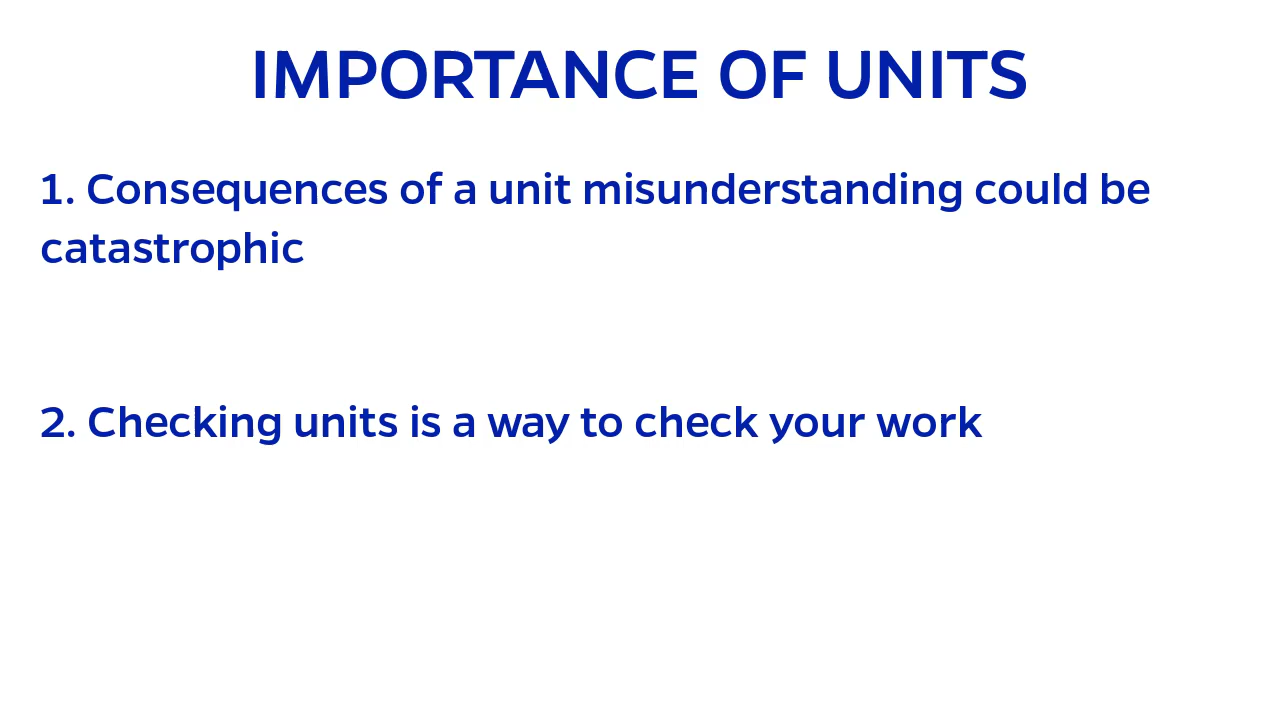 IMPORTANCE OF UNITS
1. Consequences of a unit misunderstanding could be
catastrophic
2. Checking units is a way to check your work